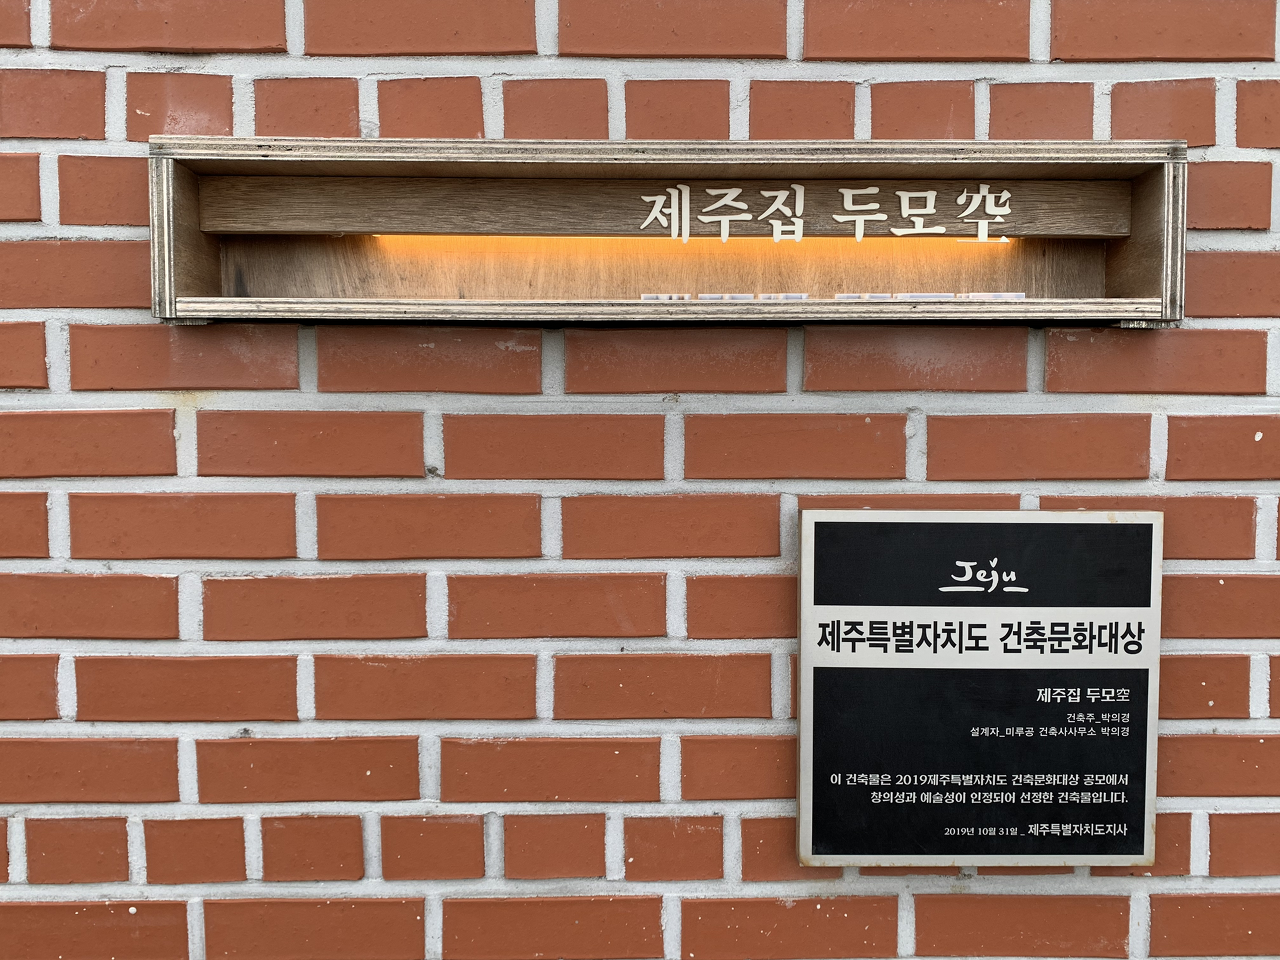 제주집 두모空
Jeju
제주특별자치도 건축문화대상
제주집 두모空
건축주_박의경
설계자_미루공 건축사사무소 박의경
이 건축물은 2019제주특별자치도 건축문화대상 공모에서
창의성과 예술성이 인정되어 선정한 건축물입니다.
2019년 10월 31일 _ 제주특별자치도지사